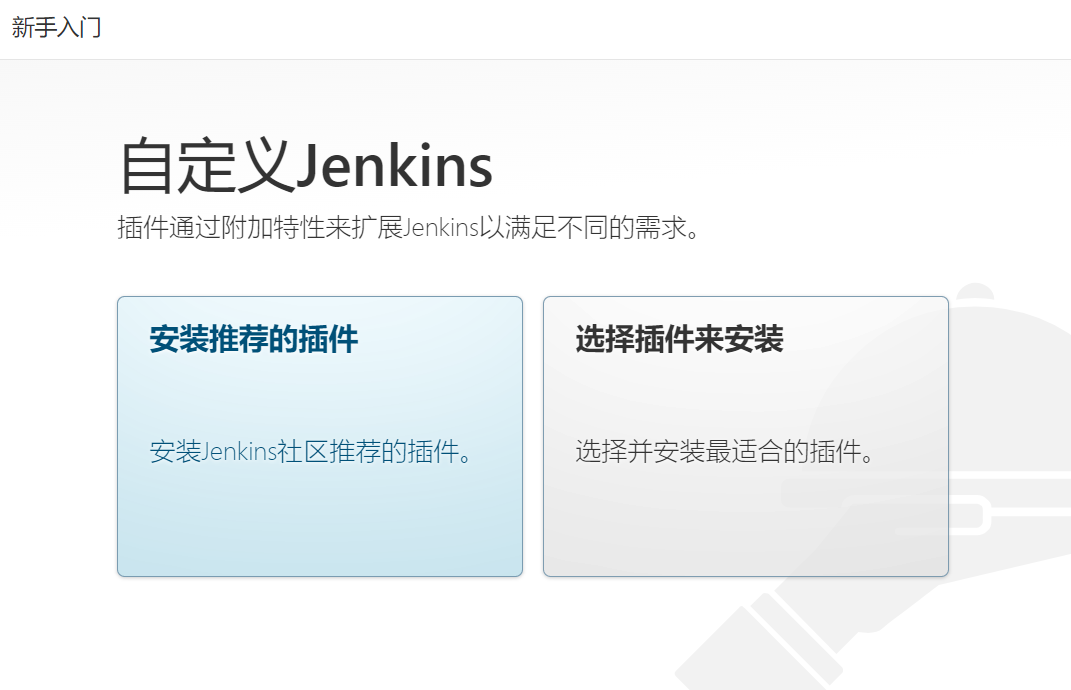 新手入门
自定义Jenkins
插件通过附加特性来扩展Jenkins以满足不同的需求。
安装推荐的插件
安装Jenkins社区推荐的插件。
选择插件来安装
选择并安装最适合的插件。